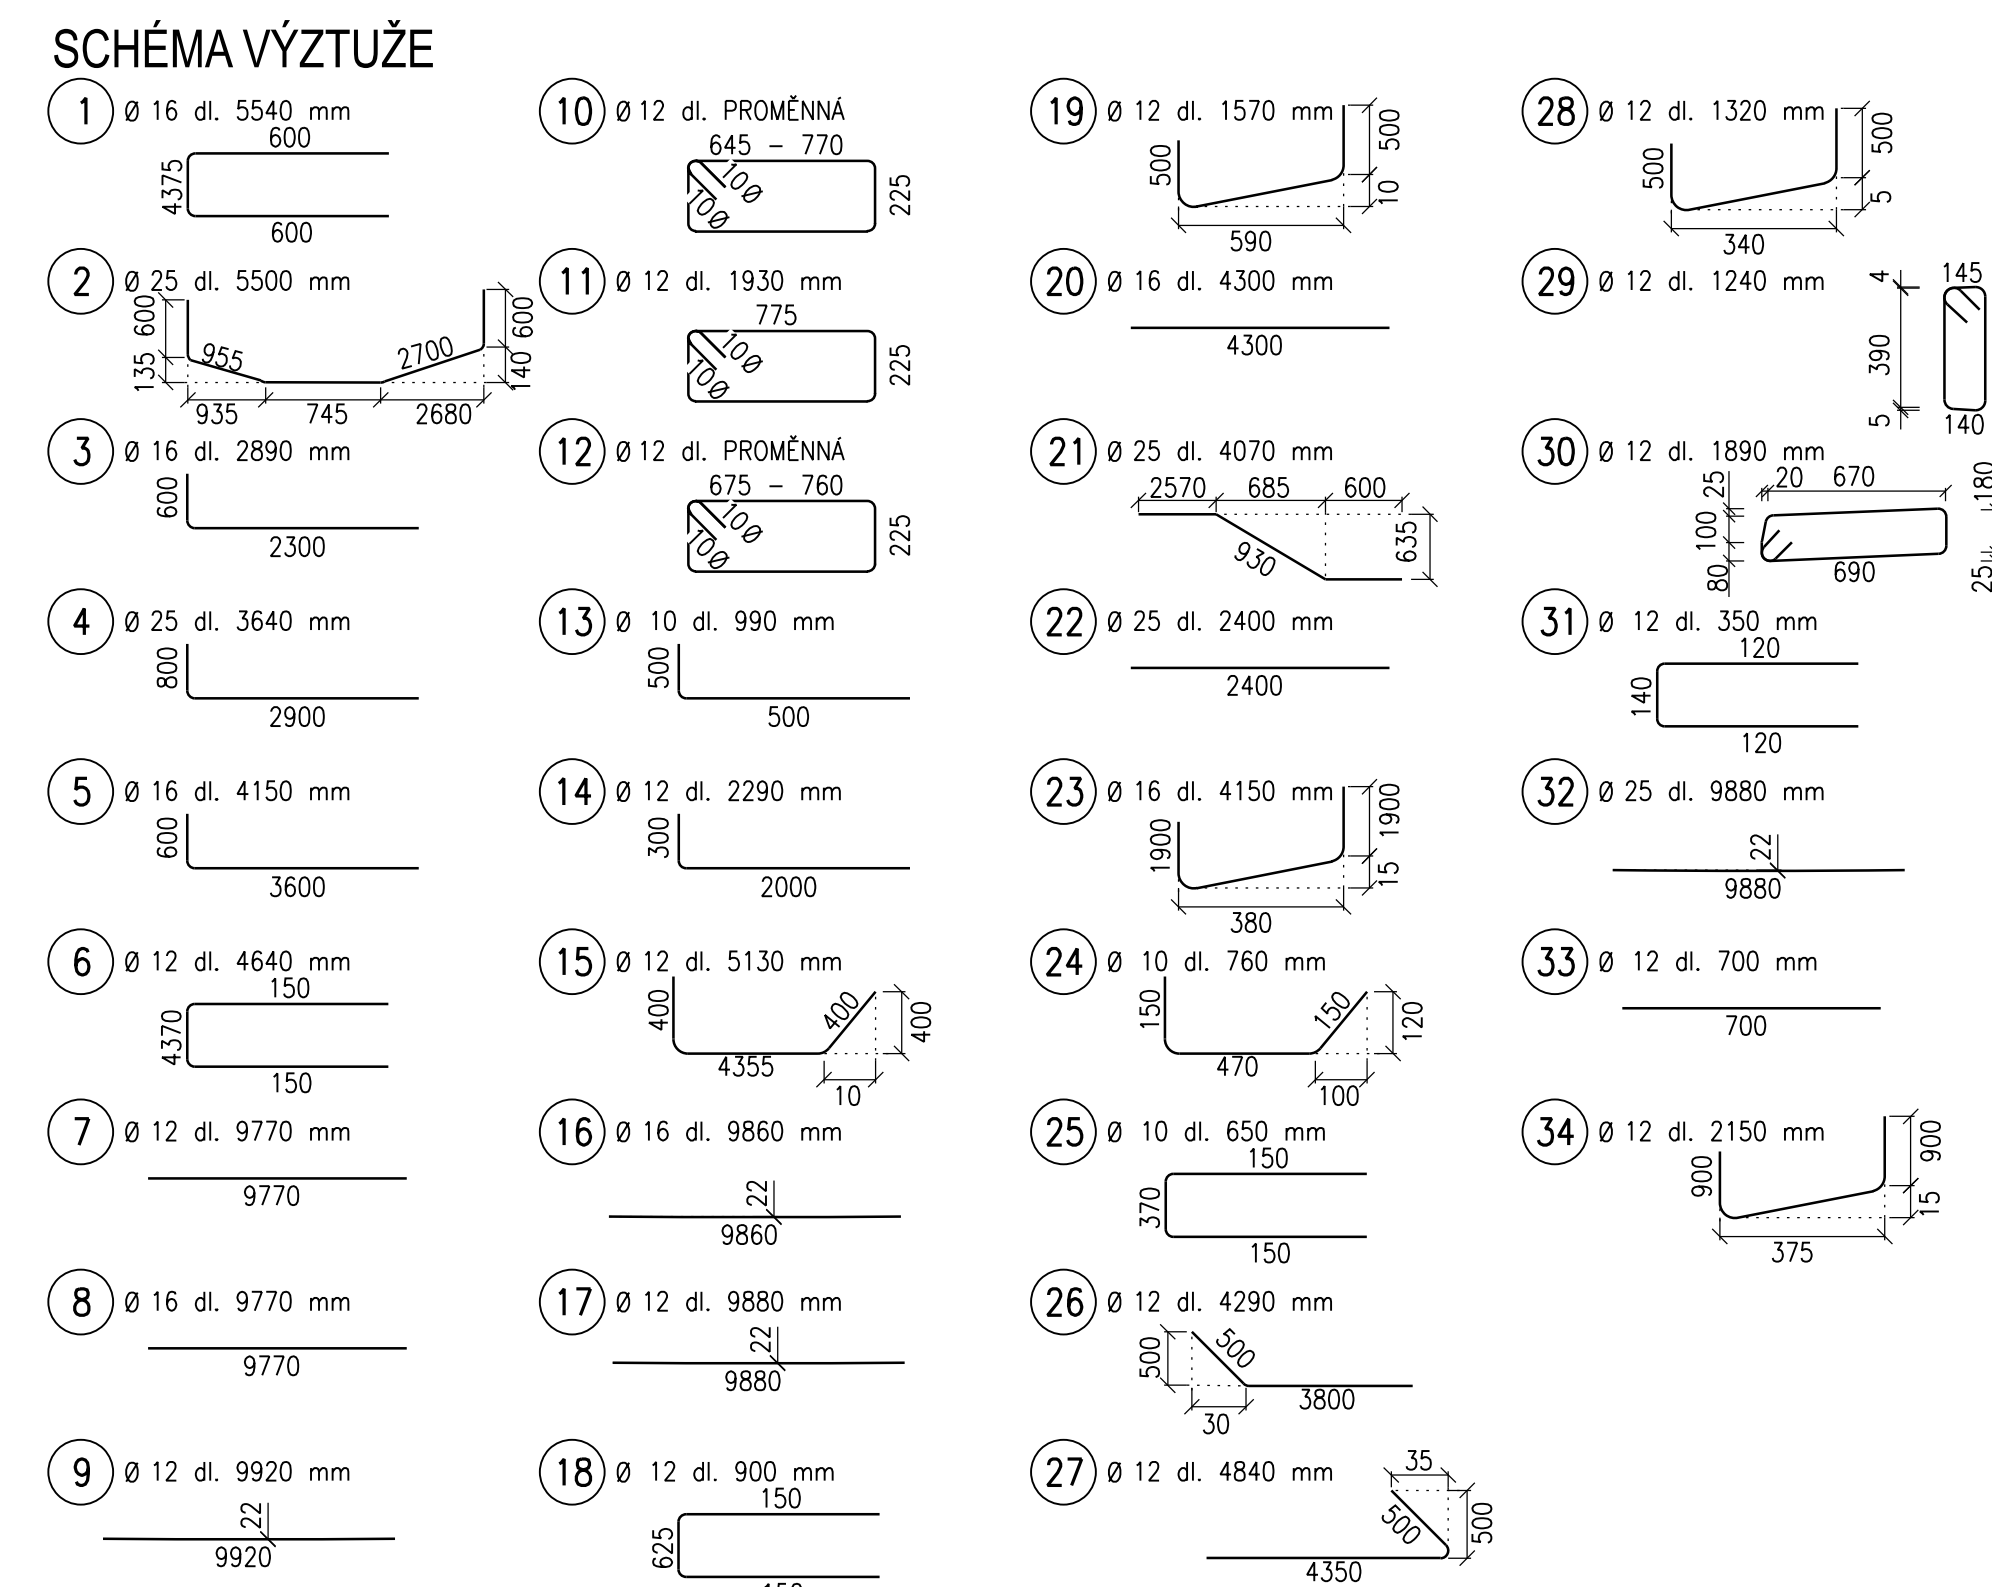 SCHÉMA VÝZTUŽE
1 Ø 16 dl. 5540 mm
600
4375
600
2 Ø 25 dl. 5500 mm
600
135
955
2700
600
140
935 745 2680
3 Ø 16 dl. 2890 mm
600
2300
4 Ø 25 dl. 3640 mm
800
2900
5 Ø 16 dl. 4150 mm
600
3600
6 Ø 12 dl. 4640 mm
150
4370
150
7 Ø 12 dl. 9770 mm
9770
8 Ø 16 dl. 9770 mm
9770
9 Ø 12 dl. 9920 mm
22
9920
10 Ø 12 dl. PROMĚNNÁ
645 - 770
10Ø
10Ø
225
11 Ø 12 dl. 1930 mm
775
10Ø
10Ø
225
12 Ø 12 dl. PROMĚNNÁ
675 - 760
10Ø
10Ø
225
13 Ø 10 dl. 990 mm
500
500
14 Ø 12 dl. 2290 mm
300
2000
15 Ø 12 dl. 5130 mm
400
400
400
4355
10
16 Ø 16 dl. 9860 mm
22
9860
17 Ø 12 dl. 9880 mm
22
9880
18 Ø 12 dl. 900 mm
150
625
19 Ø 12 dl. 1570 mm
500
500
10
590
20 Ø 16 dl. 4300 mm
4300
21 Ø 25 dl. 4070 mm
2570 685 600
930
635
22 Ø 25 dl. 2400 mm
2400
23 Ø 16 dl. 4150 mm
1900
1900
15
380
24 Ø 10 dl. 760 mm
150
150
120
470
100
25 Ø 10 dl. 650 mm
150
370
150
26 Ø 12 dl. 4290 mm
500
500
3800
30
27 Ø 12 dl. 4840 mm
35
500
500
4350
28 Ø 12 dl. 1320 mm
500
500
5
340
29 Ø 12 dl. 1240 mm
4
145
390
5
140
30 Ø 12 dl. 1890 mm
25
20 670
180
100
80
690
25
31 Ø 12 dl. 350 mm
120
140
120
32 Ø 25 dl. 9880 mm
22
9880
33 Ø 12 dl. 700 mm
700
34 Ø 12 dl. 2150 mm
900
900
15
375